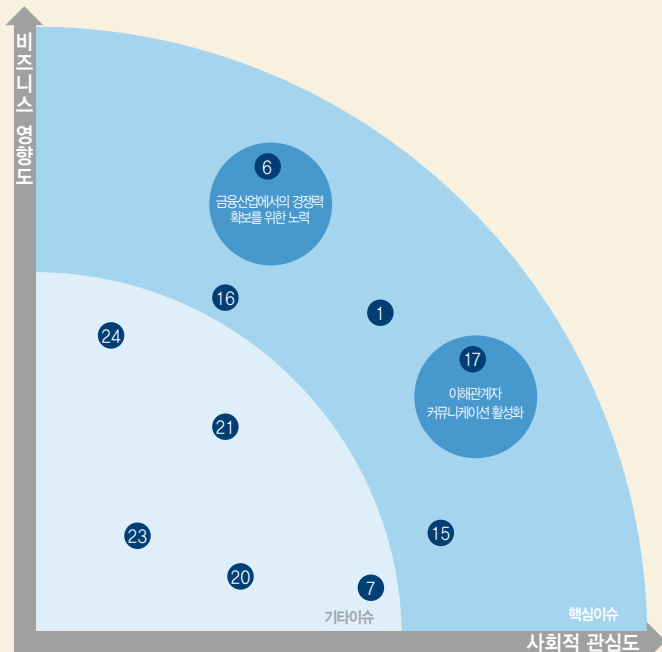 비즈니스 영향도
6
금융산업에서의 경쟁력
확보를 위한 노력
16
1
24
17
이해관계자
커뮤니케이션 활성화
21
15
23
20
7
기타이슈
핵심이슈
사회적 관심도